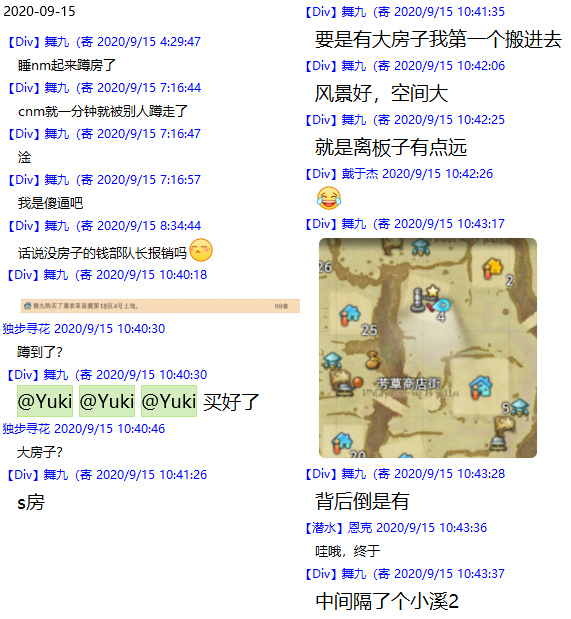 2020-09-15
【Div】舞九（寄 2020/9/15 4:29:47
睡nm起来蹲房了
【Div】舞九（寄 2020/9/15 7:16:44
cnm就一分钟就被别人蹲走了
【Div】舞九（寄 2020/9/15 7:16:47
淦
【Div】舞九（寄 2020/9/15 7:16:57
我是傻逼吧
【Div】舞九（寄 2020/9/15 8:34:44
话说没房子的钱部队长报销吗
【Div】舞九（寄 2020/9/15 10:40:18
舞九购买了薰衣草苗圃第18区4号土地。 0分前
独步寻花 2020/9/15 10:40:30
蹲到了?
【Div】舞九（寄 2020/9/15 10:40:30
@Yuki @Yuki @Yuki 买好了
独步寻花 2020/9/15 10:40:46
大房子?
【Div】舞九（寄 2020/9/15 10:41:26
s房
【Div】舞九（寄 2020/9/15 10:41:35
要是有大房子我第一个搬进去
【Div】舞九（寄 2020/9/15 10:42:06
风景好，空间大
【Div】舞九（寄 2020/9/15 10:42:25
就是离板子有点远
【Div】戴于杰 2020/9/15 10:42:26
【Div】舞九（寄 2020/9/15 10:43:17
26
2
4
25
芳草商店街
5
20
【Div】舞九（寄 2020/9/15 10:43:28
背后倒是有
【潜水】恩克 2020/9/15 10:43:36
哇哦，终于
【Div】舞九（寄 2020/9/15 10:43:37
中间隔了个小溪2